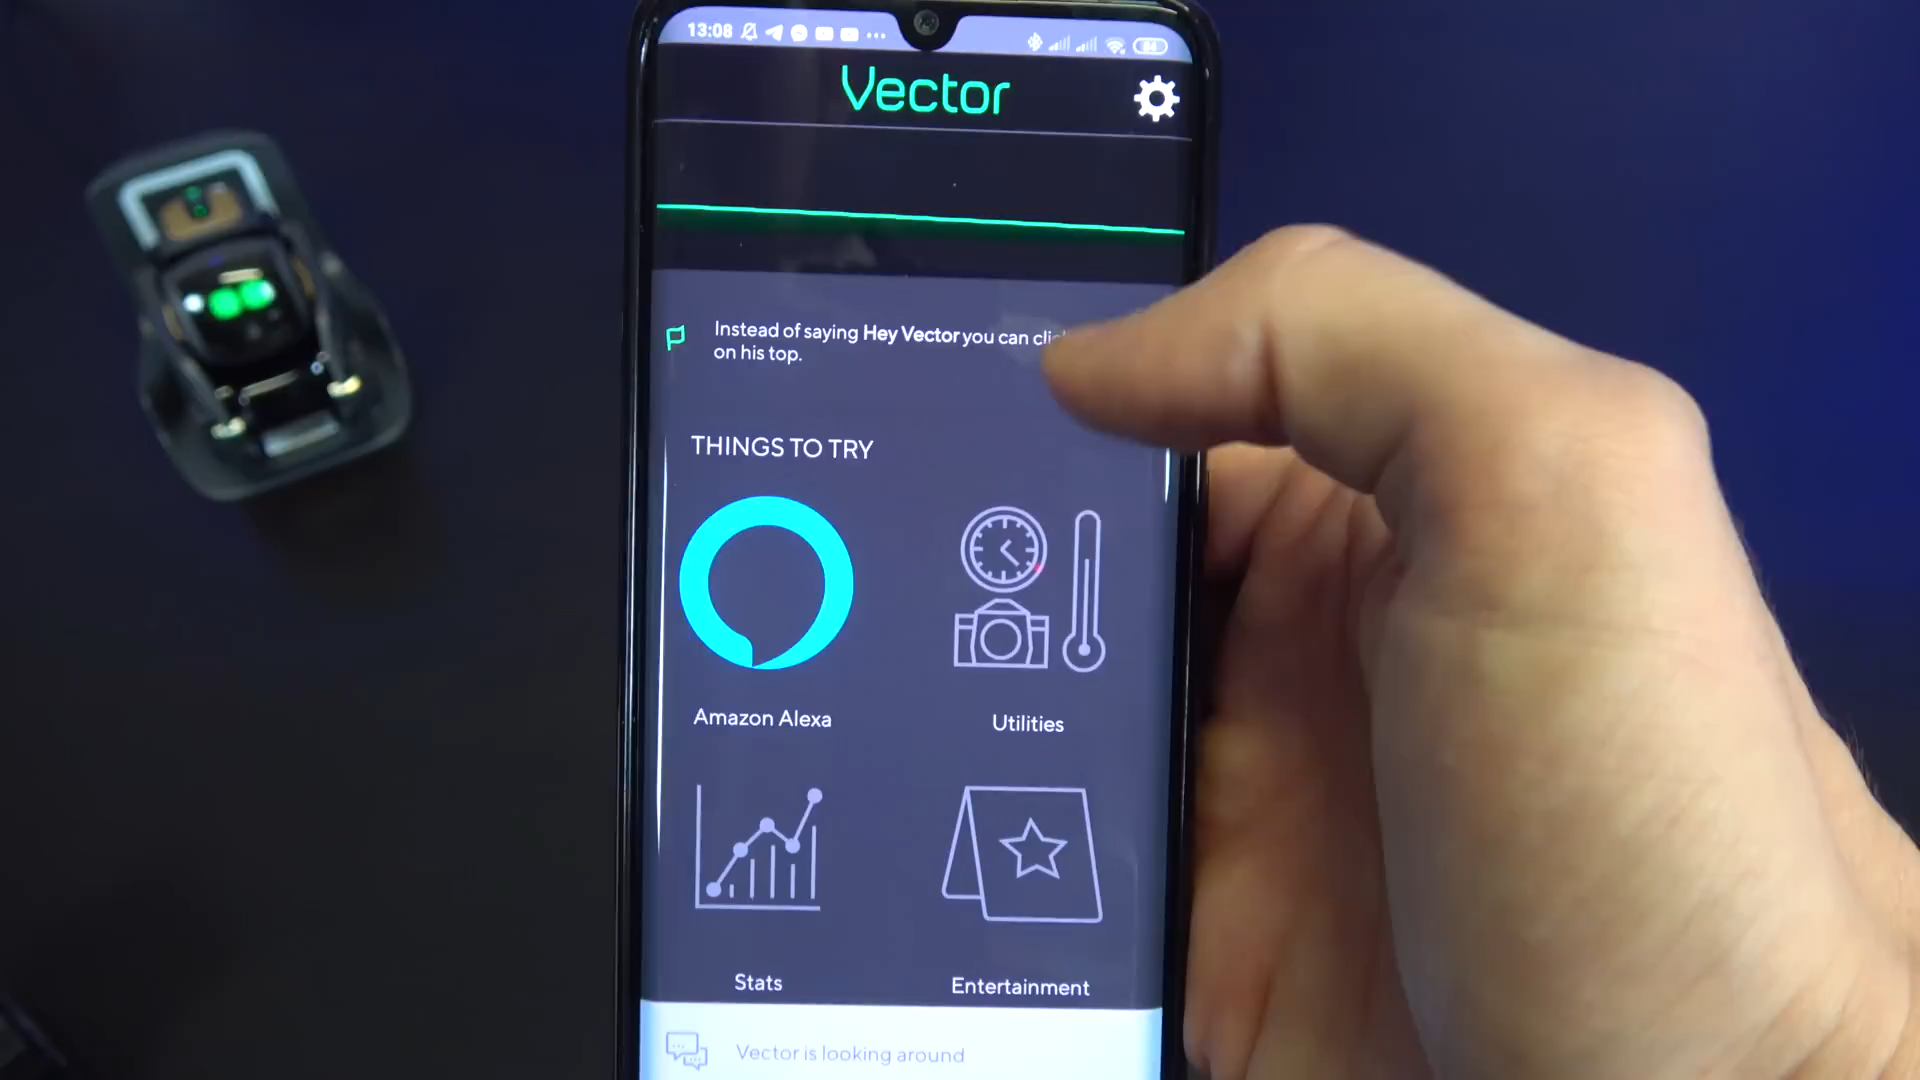 13:08
84
Vector
Instead of saying Hey Vector you can
on his top.
THINGS TO TRY
Amazon Alexa
Utilities
Stats
Entertainment
Vector is looking around